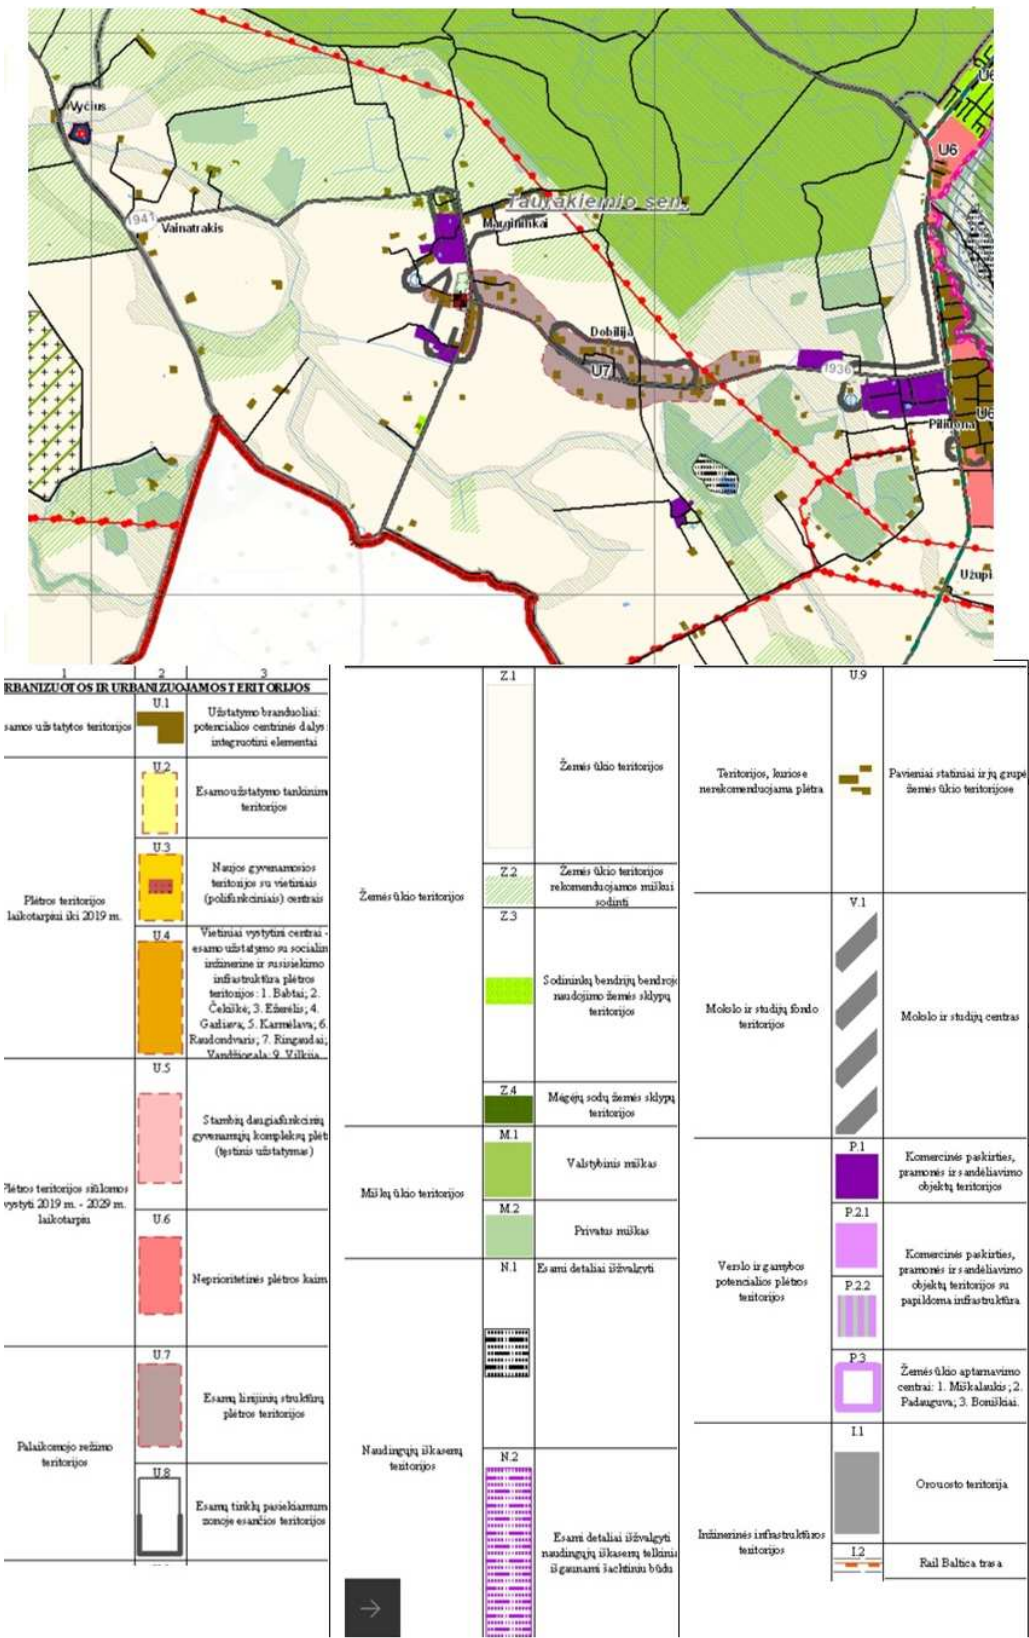 Vyčius
U6
U6
Taurakiemio sen.
1941
Vainatrakis
Margininkai
Dobilija
U7
1936
U6
Piliuona
Užupi
1
2
3
RBANIZUOTOS IR URBANIZUOJAMOS TERITORIJOS
samos užstatytos teritorijos
U.1
Užstatymo branduoliai:
potencialios centrinės dalys
integruotini elementai
Plėtros teritorijos
laikotarpiui iki 2019 m.
U.2
Esamo užstatymo tankinim
teritorijos
U.3
Naujos gyvenamosios
teritorijos su vietiniais
(polifunkciniais) centrais
U.4
Vietiniai vystytini centrai -
esamo užstatymo su socialin
inžinerine ir susisiekimo
infrastruktūra plėtros
teritorijos: 1. Babtai; 2.
Čekiškė; 3. Ežerėlis; 4.
Garliava; 5. Karmėlava; 6.
Raudondvaris; 7. Ringaudai;
Vandžiogala; 9. Vilkija
Plėtros teritorijos siūlomos
vystyti 2019 m. - 2029 m.
laikotarpiu
U.5
Stambių daugiafunkcinių
gyvenamųjų kompleksų plėt
(tęstinis užstatymas)
U.6
Neprioritetinės plėtros kaim
Palaikomojo režimo
teritorijos
U.7
Esamų linijinių struktūrų
plėtros teritorijos
U.8
Esamų tinklų pasiekiamum
zonoje esančios teritorijos
Žemės ūkio teritorijos
Z.1
Žemės ūkio teritorijos
Z.2
Žemės ūkio teritorijos
rekomenduojamos miškui
sodinti
Z.3
Sodininkų bendrijų bendrojo
naudojimo žemės sklypų
teritorijos
Z.4
Mėgėjų sodų žemės sklypų
teritorijos
Miškų ūkio teritorijos
M.1
Valstybinis miškas
M.2
Privatus miškas
Naudingųjų iškasenų
teritorijos
N.1
Esami detaliai išžvalgyti
N.2
Esami detaliai išžvalgyti
naudingųjų iškasenų telkinia
išgaunami šachtiniu būdu
Teritorijos, kuriose
nerekomenduojama plėtra
U.9
Pavieniai statiniai ir jų grupė
žemės ūkio teritorijose
Mokslo ir studijų fondo
teritorijos
V.1
Mokslo ir studijų centras
Verslo ir gamybos
potencialios plėtros
teritorijos
P.1
Komercinės paskirties,
pramonės ir sandėliavimo
objektų teritorijos
P.2.1
P.2.2
Komercinės paskirties,
pramonės ir sandėliavimo
objektų teritorijos su
papildoma infrastruktūra
P.3
Žemės ūkio aptarnavimo
centrai: 1. Miškalaukis; 2.
Padauguva; 3. Boniškiai.
Inžinerinės infrastruktūros
teritorijos
I.1
Oro uosto teritorija
I.2
Rail Baltica trasa